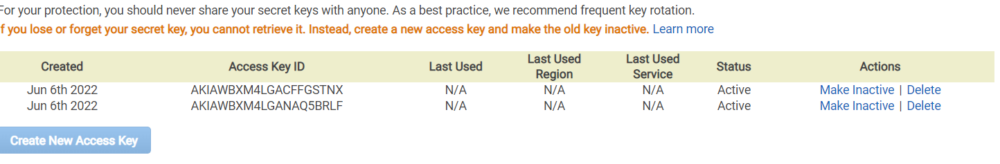 For your protection, you should never share your secret keys with anyone. As a best practice, we recommend frequent key rotation.
If you lose or forget your secret key, you cannot retrieve it. Instead, create a new access key and make the old key inactive. Learn more
Created Access Key ID Last Used Last Used Region Last Used Service Status Actions
Jun 6th 2022 AKIAWBXM4LGACFFGSTNX N/A N/A N/A Active Make Inactive | Delete
Jun 6th 2022 AKIAWBXM4LGANAQ5BRLF N/A N/A N/A Active Make Inactive | Delete
Create New Access Key